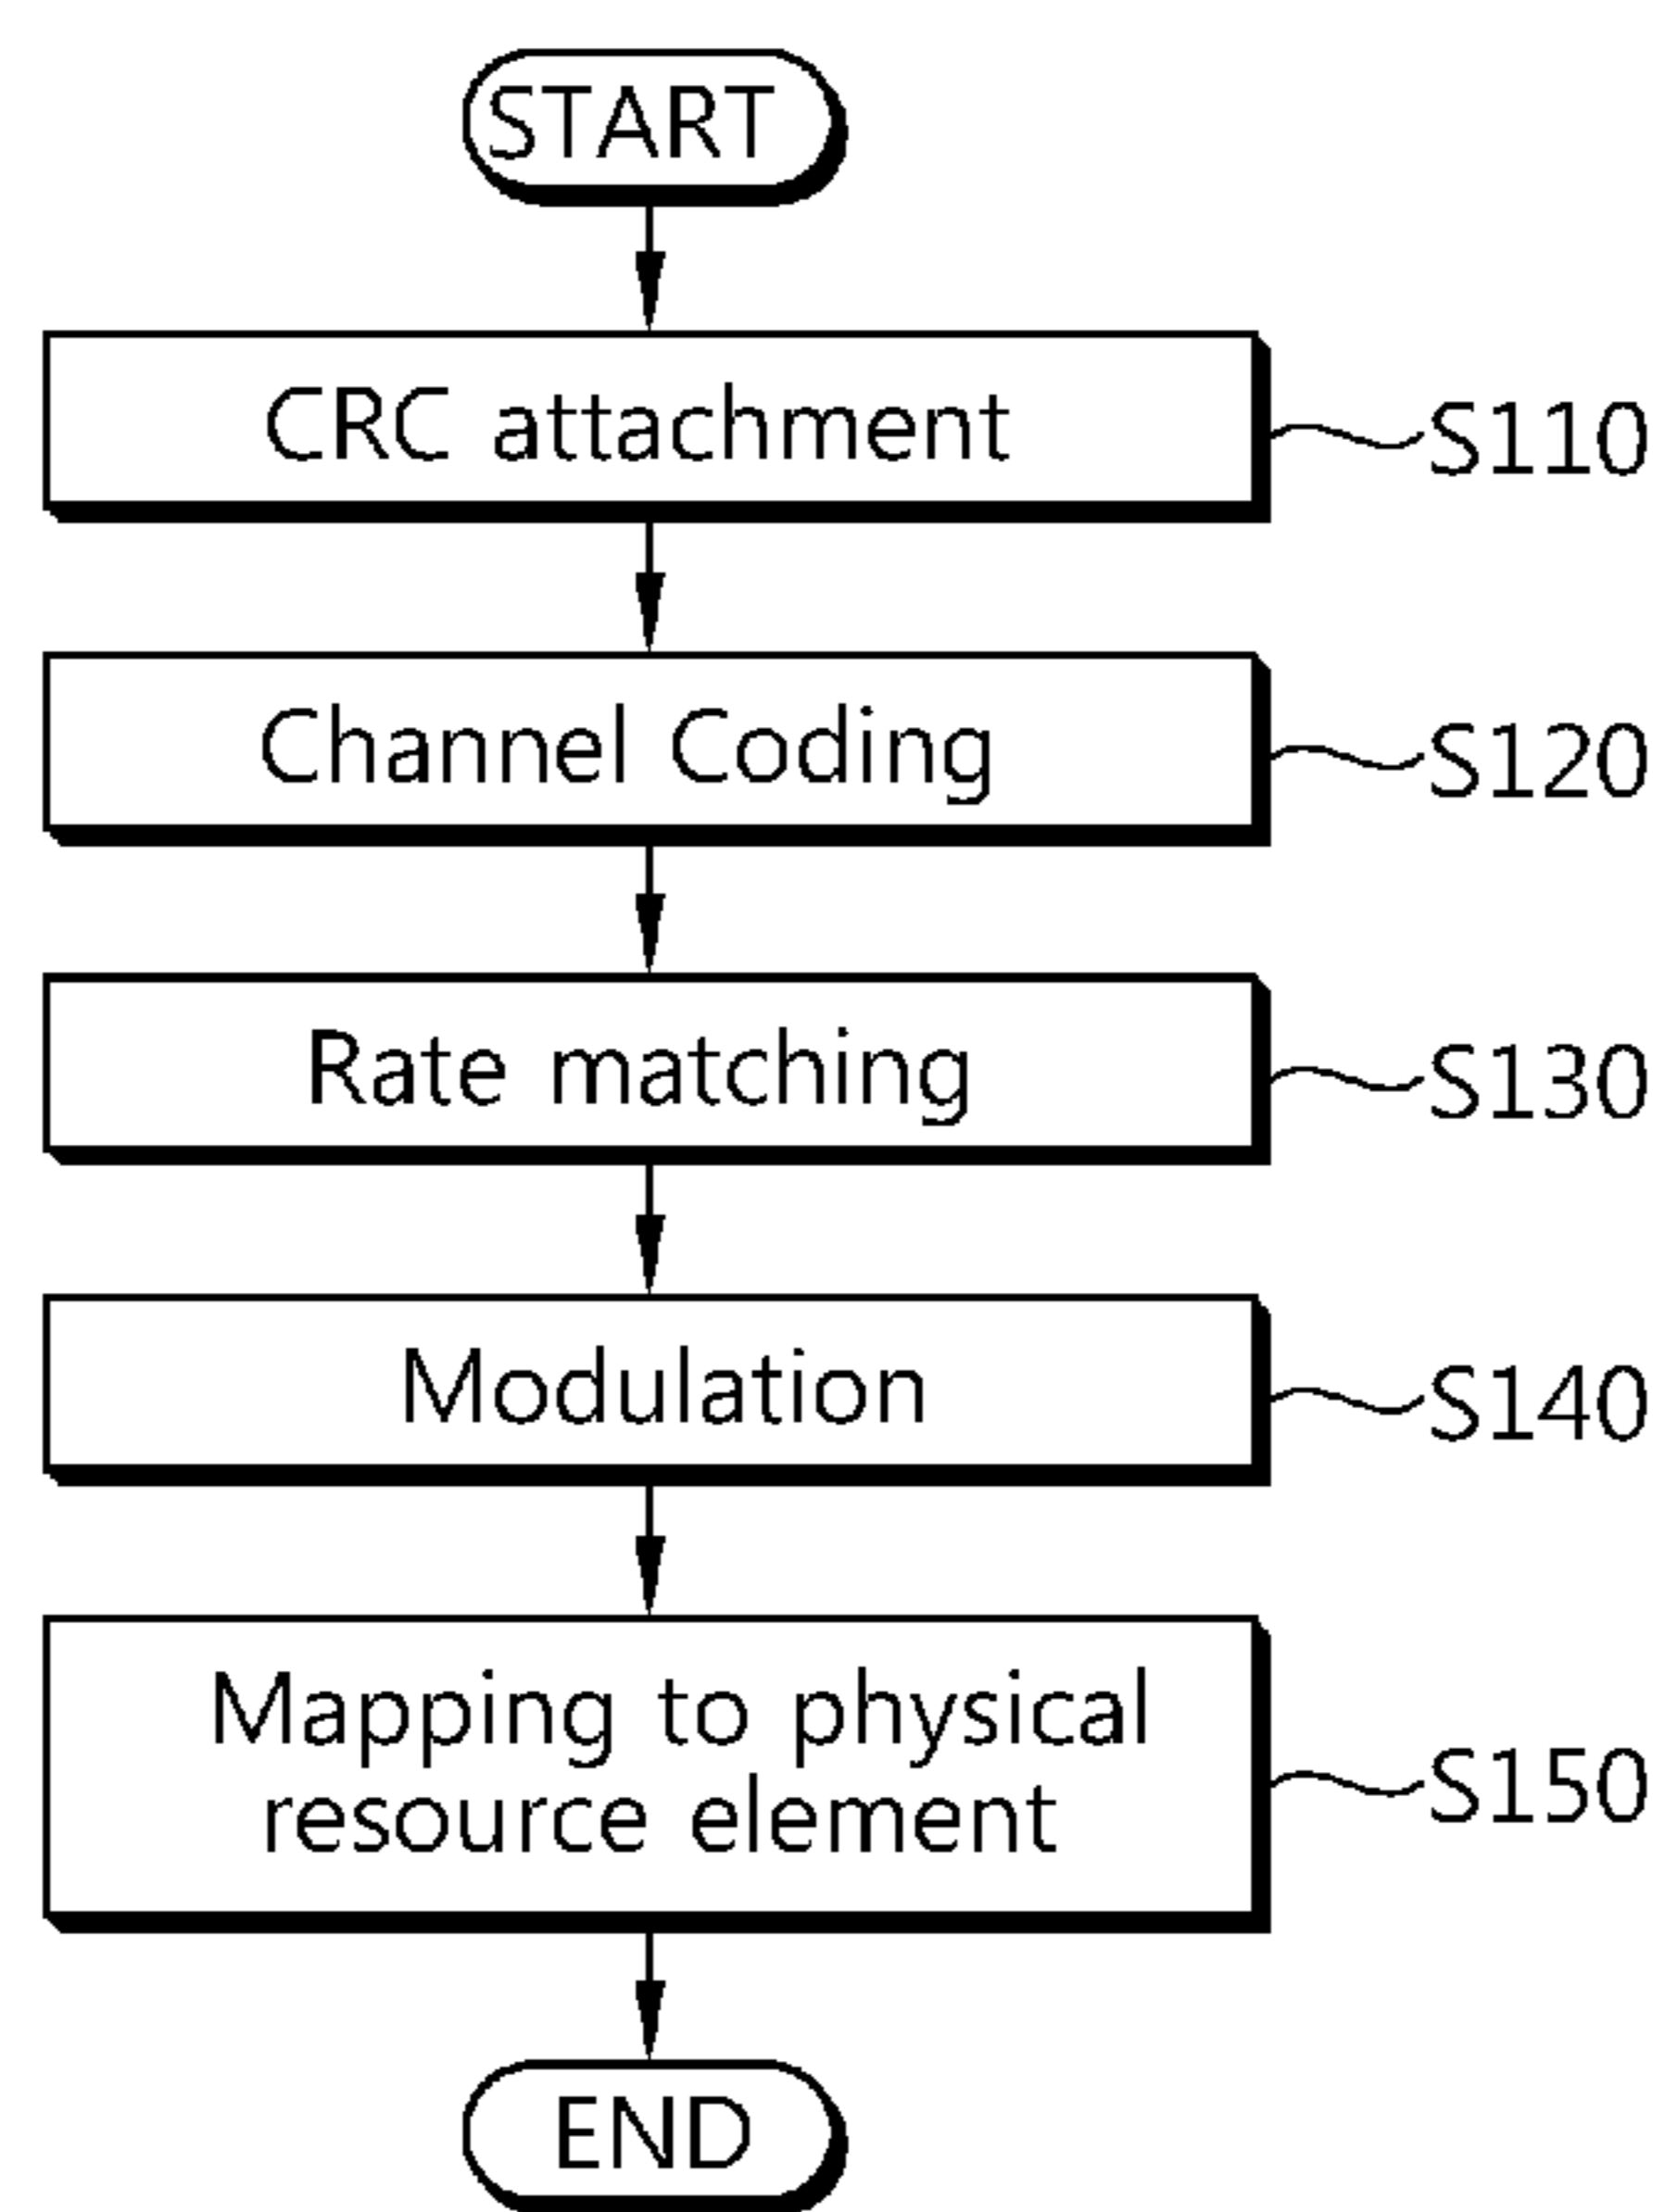 START
CRC attachment
S110
Channel Coding
S120
Rate matching
S130
Modulation
S140
Mapping to physical
resource element
S150
END